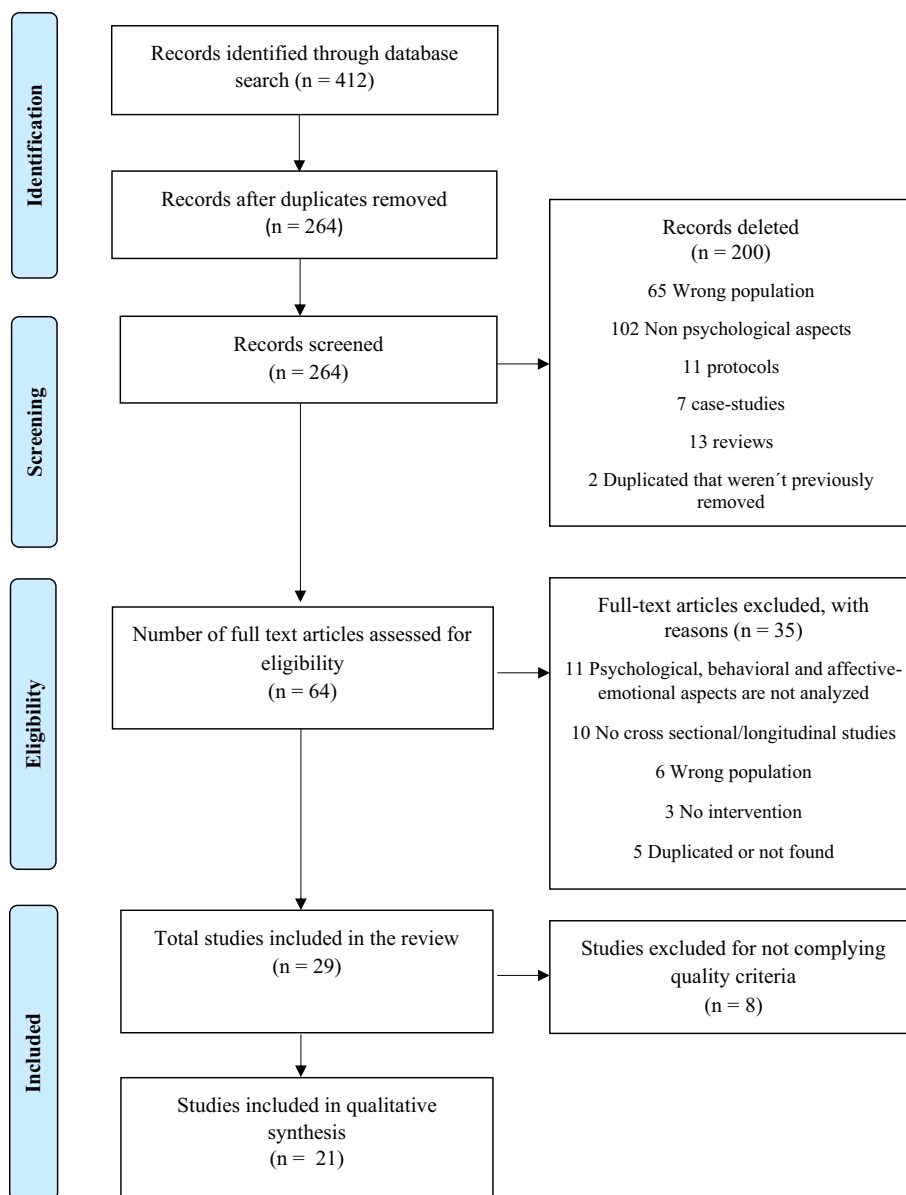 Identification
Records identified through database
search (n = 412)
Records after duplicates removed
(n = 264)
Screening
Records screened
(n = 264)
Records deleted
(n = 200)
65 Wrong population
102 Non psychological aspects
11 protocols
7 case-studies
13 reviews
2 Duplicated that weren´t previously
removed
Eligibility
Number of full text articles assessed for
eligibility
(n = 64)
Full-text articles excluded, with
reasons (n = 35)
11 Psychological, behavioral and affective-
emotional aspects are not analyzed
10 No cross sectional/longitudinal studies
6 Wrong population
3 No intervention
5 Duplicated or not found
Included
Total studies included in the review
(n = 29)
Studies excluded for not complying
quality criteria
(n = 8)
Studies included in qualitative
synthesis
(n = 21)